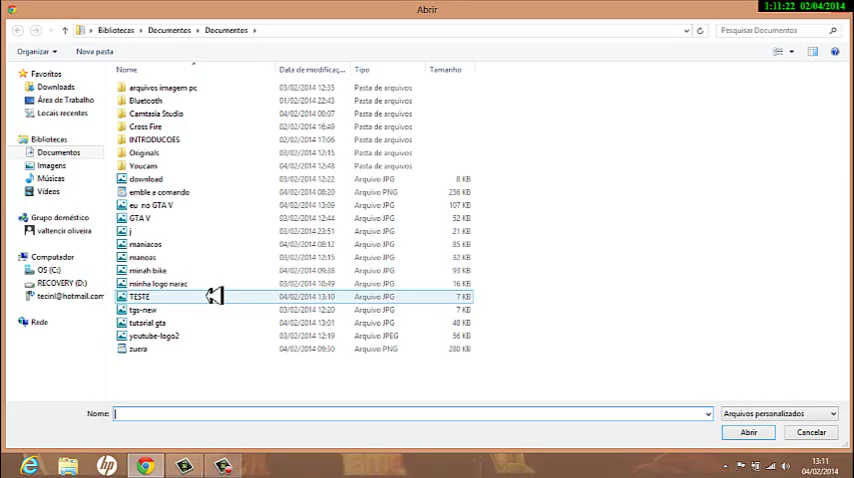 Abrir
1:11:22 02/04/2014
Bibliotecas Documentos Documentos
Pesquisar Documentos
Organizar Nova pasta
Favoritos
Downloads
Área de Trabalho
Locais recentes
Bibliotecas
Documentos
Imagens
Músicas
Vídeos
Grupo doméstico
valtencir oliveira
Computador
OS (C:)
RECOVERY (D:)
tecinl@hotmail.com
Rede
Nome Data de modificaç... Tipo Tamanho
arquivos imagem pc 03/02/2014 12:35 Pasta de arquivos
Bluetooth 01/02/2014 22:43 Pasta de arquivos
Camtasia Studio 04/02/2014 00:07 Pasta de arquivos
Cross Fire 02/02/2014 16:49 Pasta de arquivos
INTRODUCOES 02/02/2014 17:06 Pasta de arquivos
Originals 03/02/2014 12:15 Pasta de arquivos
Youcam 04/02/2014 12:48 Pasta de arquivos
download 03/02/2014 12:22 Arquivo JPG 8 KB
emble a comando 04/02/2014 08:20 Arquivo PNG 256 KB
eu no GTA V 04/02/2014 13:09 Arquivo JPG 107 KB
GTA V 03/02/2014 12:44 Arquivo JPG 52 KB
j 03/02/2014 23:51 Arquivo JPG 21 KB
maniacos 04/02/2014 08:12 Arquivo JPG 85 KB
manoas 03/02/2014 12:15 Arquivo JPG 38 KB
minah bike 04/02/2014 09:38 Arquivo JPG 93 KB
minha logo narac 03/02/2014 10:49 Arquivo JPG 16 KB
TESTE 04/02/2014 13:10 Arquivo JPG 7 KB
tgs-new 03/02/2014 12:20 Arquivo JPG 7 KB
tutorial gta 04/02/2014 13:01 Arquivo JPG 48 KB
youtube-logo2 03/02/2014 12:19 Arquivo JPEG 56 KB
zuera 04/02/2014 09:30 Arquivo PNG 280 KB
Nome:
Arquivos personalizados
Abrir Cancelar
13:11
04/02/2014